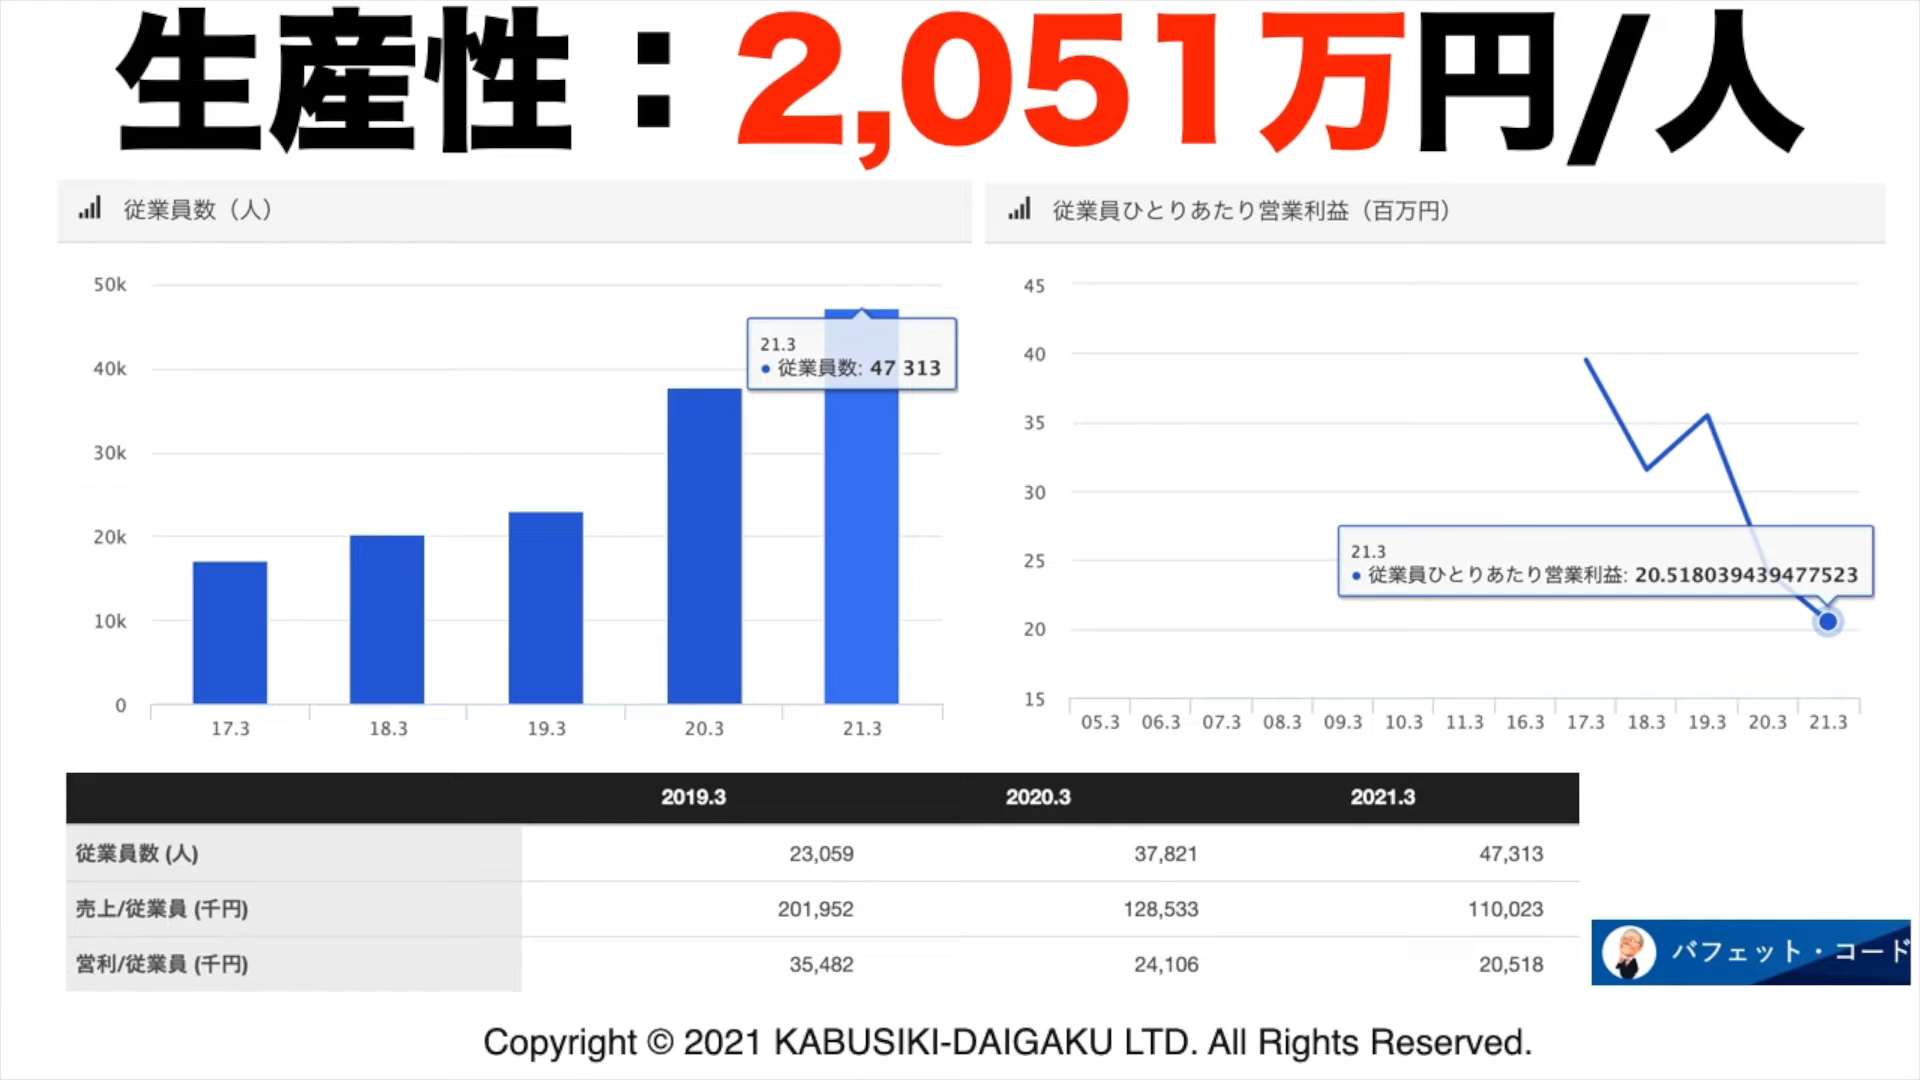 生産性：2,051万円/人
従業員数（人）
50k
40k
30k
20k
10k
0
17.3 18.3 19.3 20.3 21.3
21.3
● 従業員数: 47 313
従業員ひとりあたり営業利益（百万円）
45
40
35
30
25
20
15
05.3 06.3 07.3 08.3 09.3 10.3 11.3 16.3 17.3 18.3 19.3 20.3 21.3
21.3
● 従業員ひとりあたり営業利益: 20.518039439477523
2019.3 2020.3 2021.3
従業員数 (人) 23,059 37,821 47,313
売上/従業員 (千円) 201,952 128,533 110,023
営利/従業員 (千円) 35,482 24,106 20,518
バフェット・コード
Copyright © 2021 KABUSIKI-DAIGAKU LTD. All Rights Reserved.